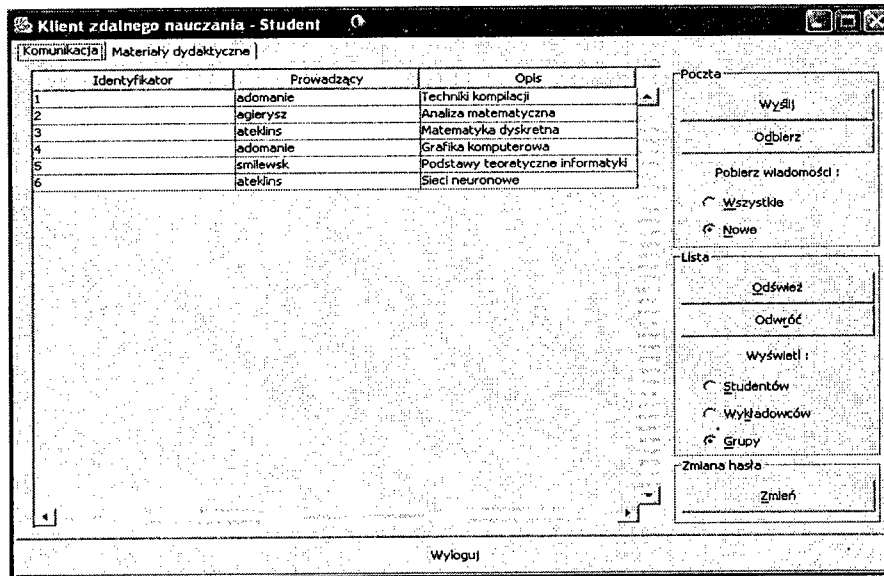 Klient zdalnego nauczania - Student
Komunikacja Materiały dydaktyczne
Identyfikator Prowadzący Opis
1 adomanie Techniki kompilacji
2 agierysz Analiza matematyczna
3 ateklins Matematyka dyskretna
4 adomanie Grafika komputerowa
5 smilewsk Podstawy teoretyczne informatyki
6 ateklins Sieci neuronowe
Poczta
Wyślij
Odbierz
Pobierz wiadomości :
Wszystkie
Nowe
Lista
Odśwież
Odwróć
Wyświetl :
Studentów
Wykładowców
Grupy
Zmiana hasła
Zmień
Wyloguj